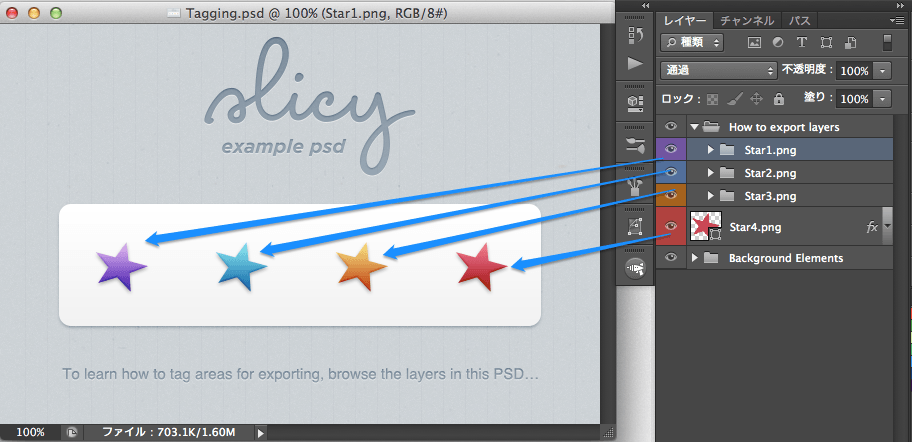 Tagging.psd @ 100% (Star1.png, RGB/8#)
slicy
example psd
To learn how to tag areas for exporting, browse the layers in this PSD...
100%
ファイル : 703.1K/1.60M
レイヤー チャンネル パス
種類
通過 不透明度 : 100%
ロック : 塗り : 100%
How to export layers
Star1.png
Star2.png
Star3.png
Star4.png fx
Background Elements